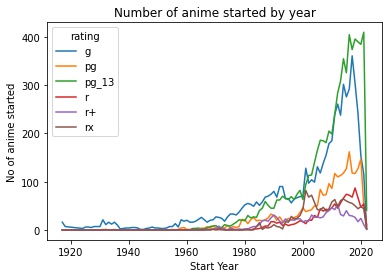 Number of anime started by year
No of anime started
400
300
200
100
0
rating
g
pg
pg_13
r
r+
rx
1920
1940
1960
1980
2000
2020
Start Year